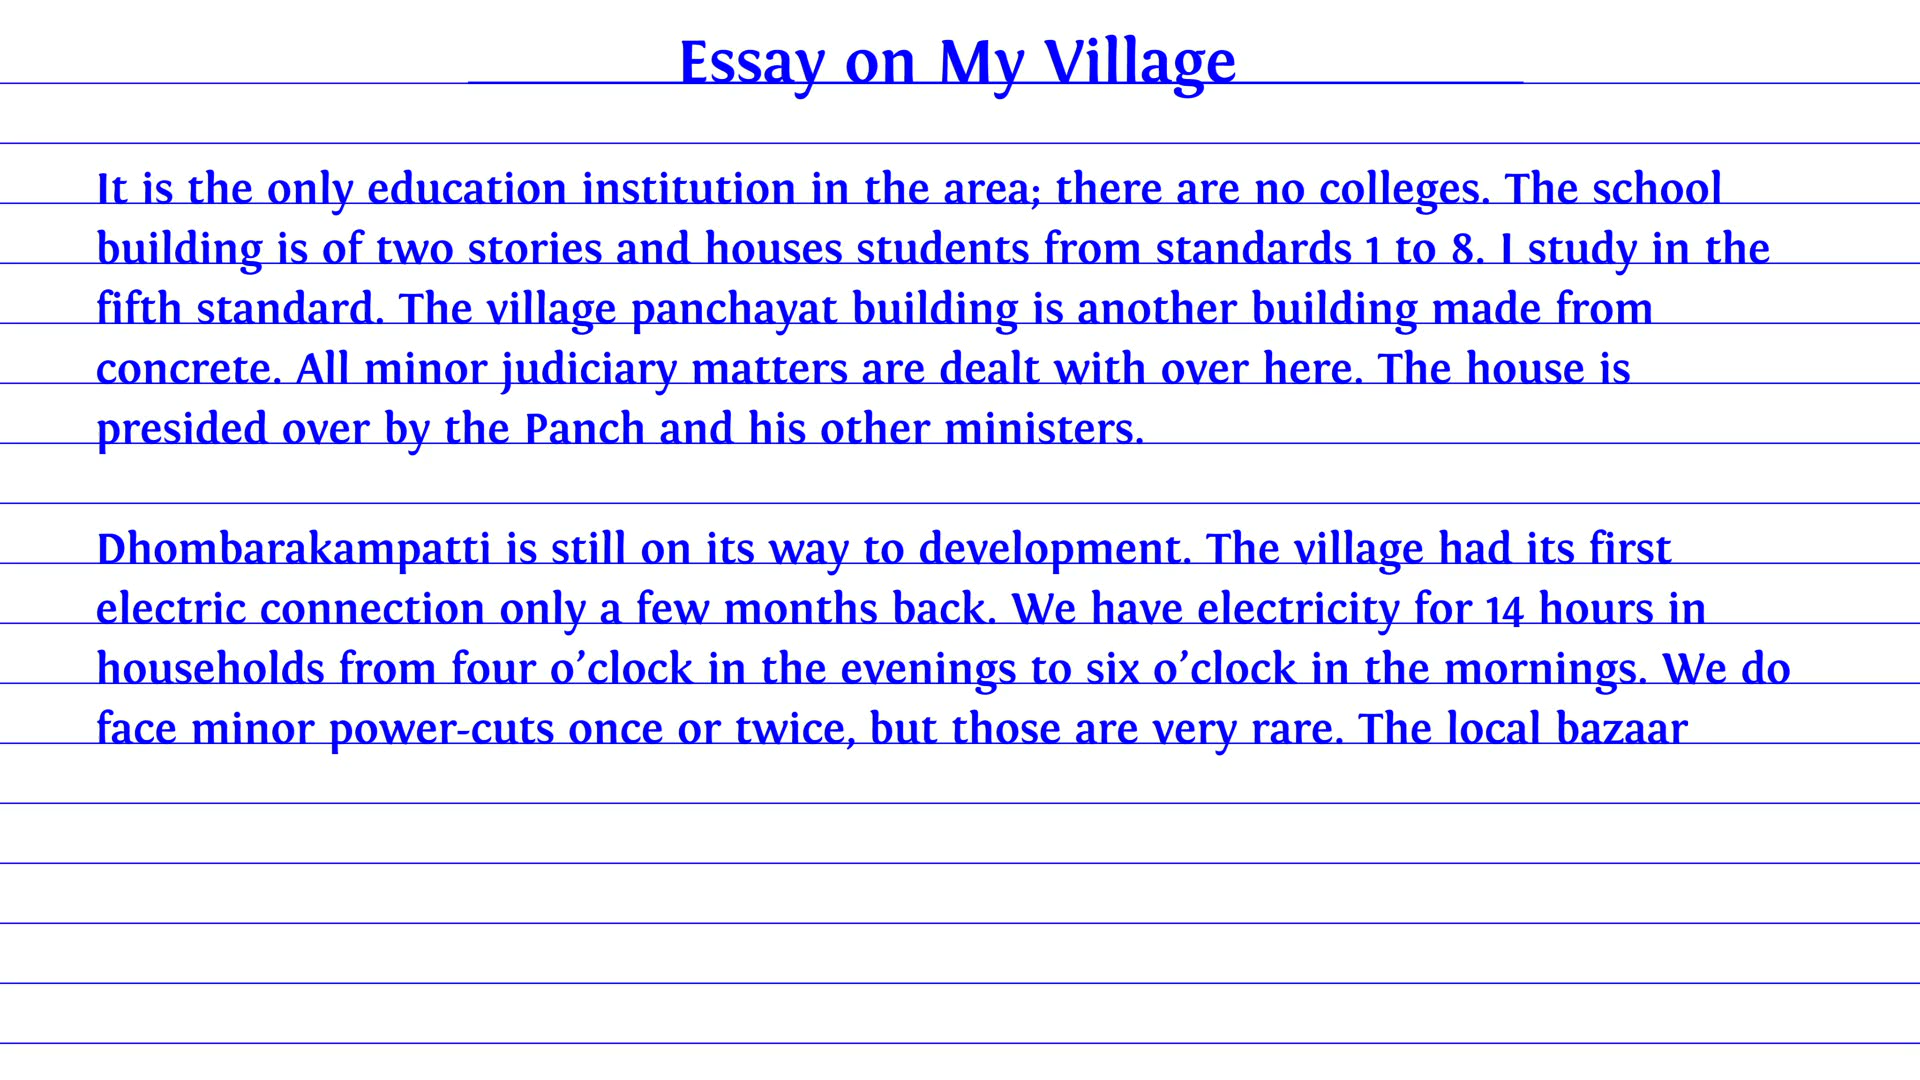 Essay on My Village
It is the only education institution in the area; there are no colleges. The school
building is of two stories and houses students from standards 1 to 8. I study in the
fifth standard. The village panchayat building is another building made from
concrete. All minor judiciary matters are dealt with over here. The house is
presided over by the Panch and his other ministers.
Dhombarakampatti is still on its way to development. The village had its first
electric connection only a few months back. We have electricity for 14 hours in
households from four o’clock in the evenings to six o’clock in the mornings. We do
face minor power-cuts once or twice, but those are very rare. The local bazaar